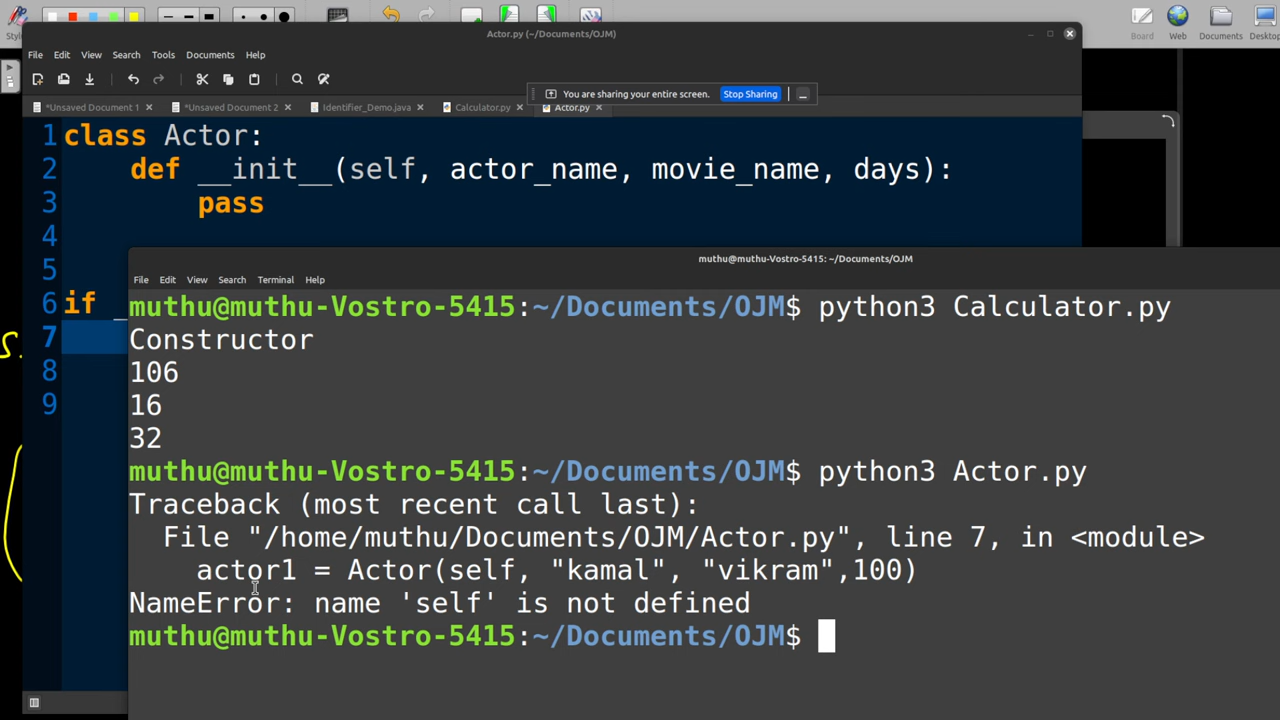 Board
Web
Documents
Actor.py (~/Documents/OJM)
File Edit View Search Tools Documents Help
You are sharing your entire screen. Stop Sharing
*Unsaved Document 1
*Unsaved Document 2
Identifier_Demo.java
Calculator.py
Actor.py
1 class Actor:
2 def __init__(self, actor_name, movie_name, days):
3 pass
4
5
6 if _
7
8
9
muthu@muthu-Vostro-5415: ~/Documents/OJM
File Edit View Search Terminal Help
muthu@muthu-Vostro-5415:~/Documents/OJM$ python3 Calculator.py
Constructor
106
16
32
muthu@muthu-Vostro-5415:~/Documents/OJM$ python3 Actor.py
Traceback (most recent call last):
File "/home/muthu/Documents/OJM/Actor.py", line 7, in <module>
actor1 = Actor(self, "kamal", "vikram",100)
NameError: name 'self' is not defined
muthu@muthu-Vostro-5415:~/Documents/OJM$